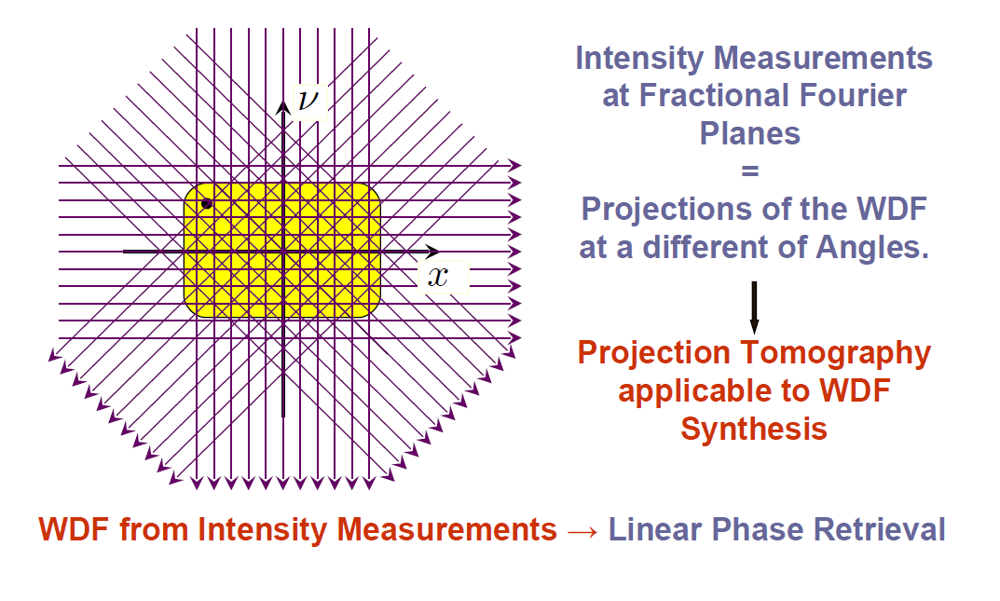 ν
x
Intensity Measurements
at Fractional Fourier
Planes
=
Projections of the WDF
at a different of Angles.
Projection Tomography
applicable to WDF
Synthesis
WDF from Intensity Measurements → Linear Phase Retrieval